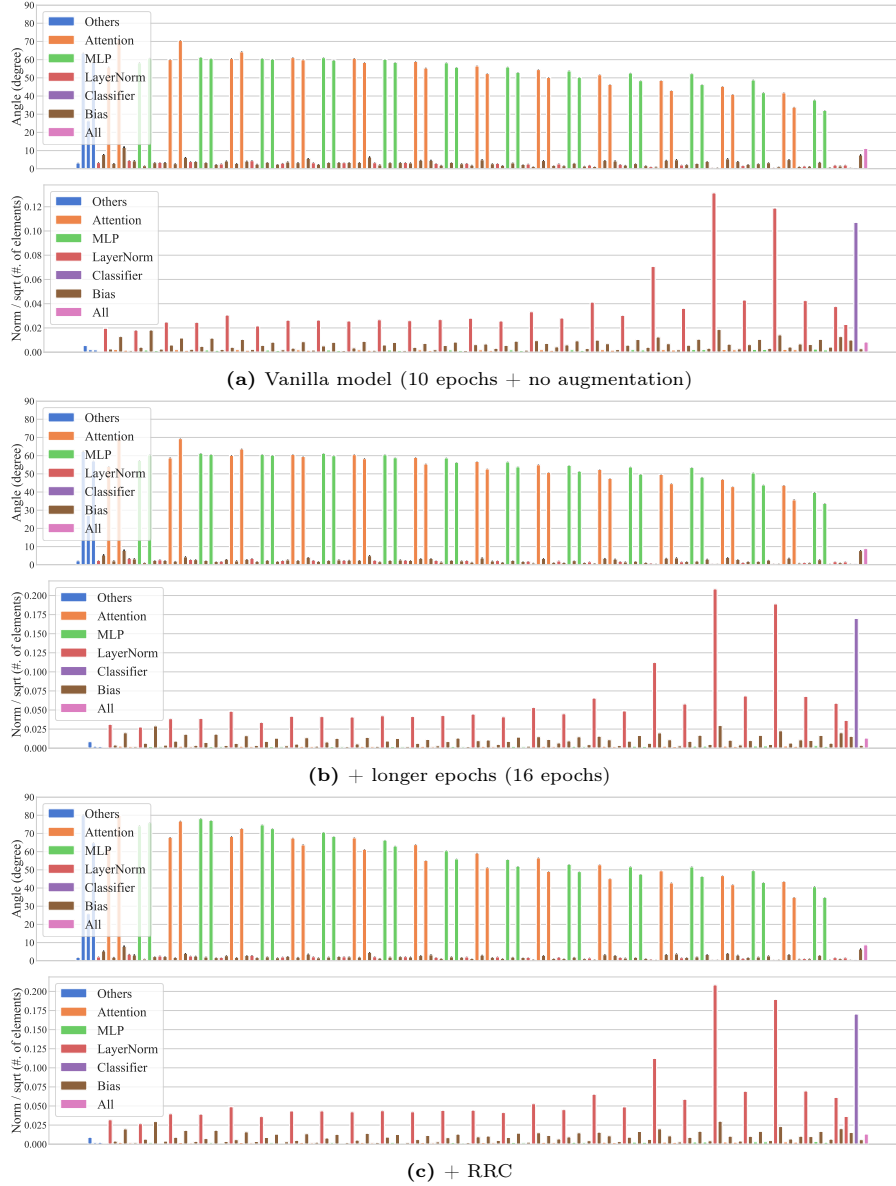 90
80
70
60
50
40
30
20
10
0
Angle (degree)
Others
Attention
MLP
LayerNorm
Classifier
Bias
All
0.12
0.10
0.08
0.06
0.04
0.02
0.00
Norm / sqrt (#. of elements)
Others
Attention
MLP
LayerNorm
Classifier
Bias
All
(a) Vanilla model (10 epochs + no augmentation)
90
80
70
60
50
40
30
20
10
0
Angle (degree)
Others
Attention
MLP
LayerNorm
Classifier
Bias
All
0.200
0.175
0.150
0.125
0.100
0.075
0.050
0.025
0.000
Norm / sqrt (#. of elements)
Others
Attention
MLP
LayerNorm
Classifier
Bias
All
(b) + longer epochs (16 epochs)
90
80
70
60
50
40
30
20
10
0
Angle (degree)
Others
Attention
MLP
LayerNorm
Classifier
Bias
All
0.200
0.175
0.150
0.125
0.100
0.075
0.050
0.025
0.000
Norm / sqrt (#. of elements)
Others
Attention
MLP
LayerNorm
Classifier
Bias
All
(c) + RRC